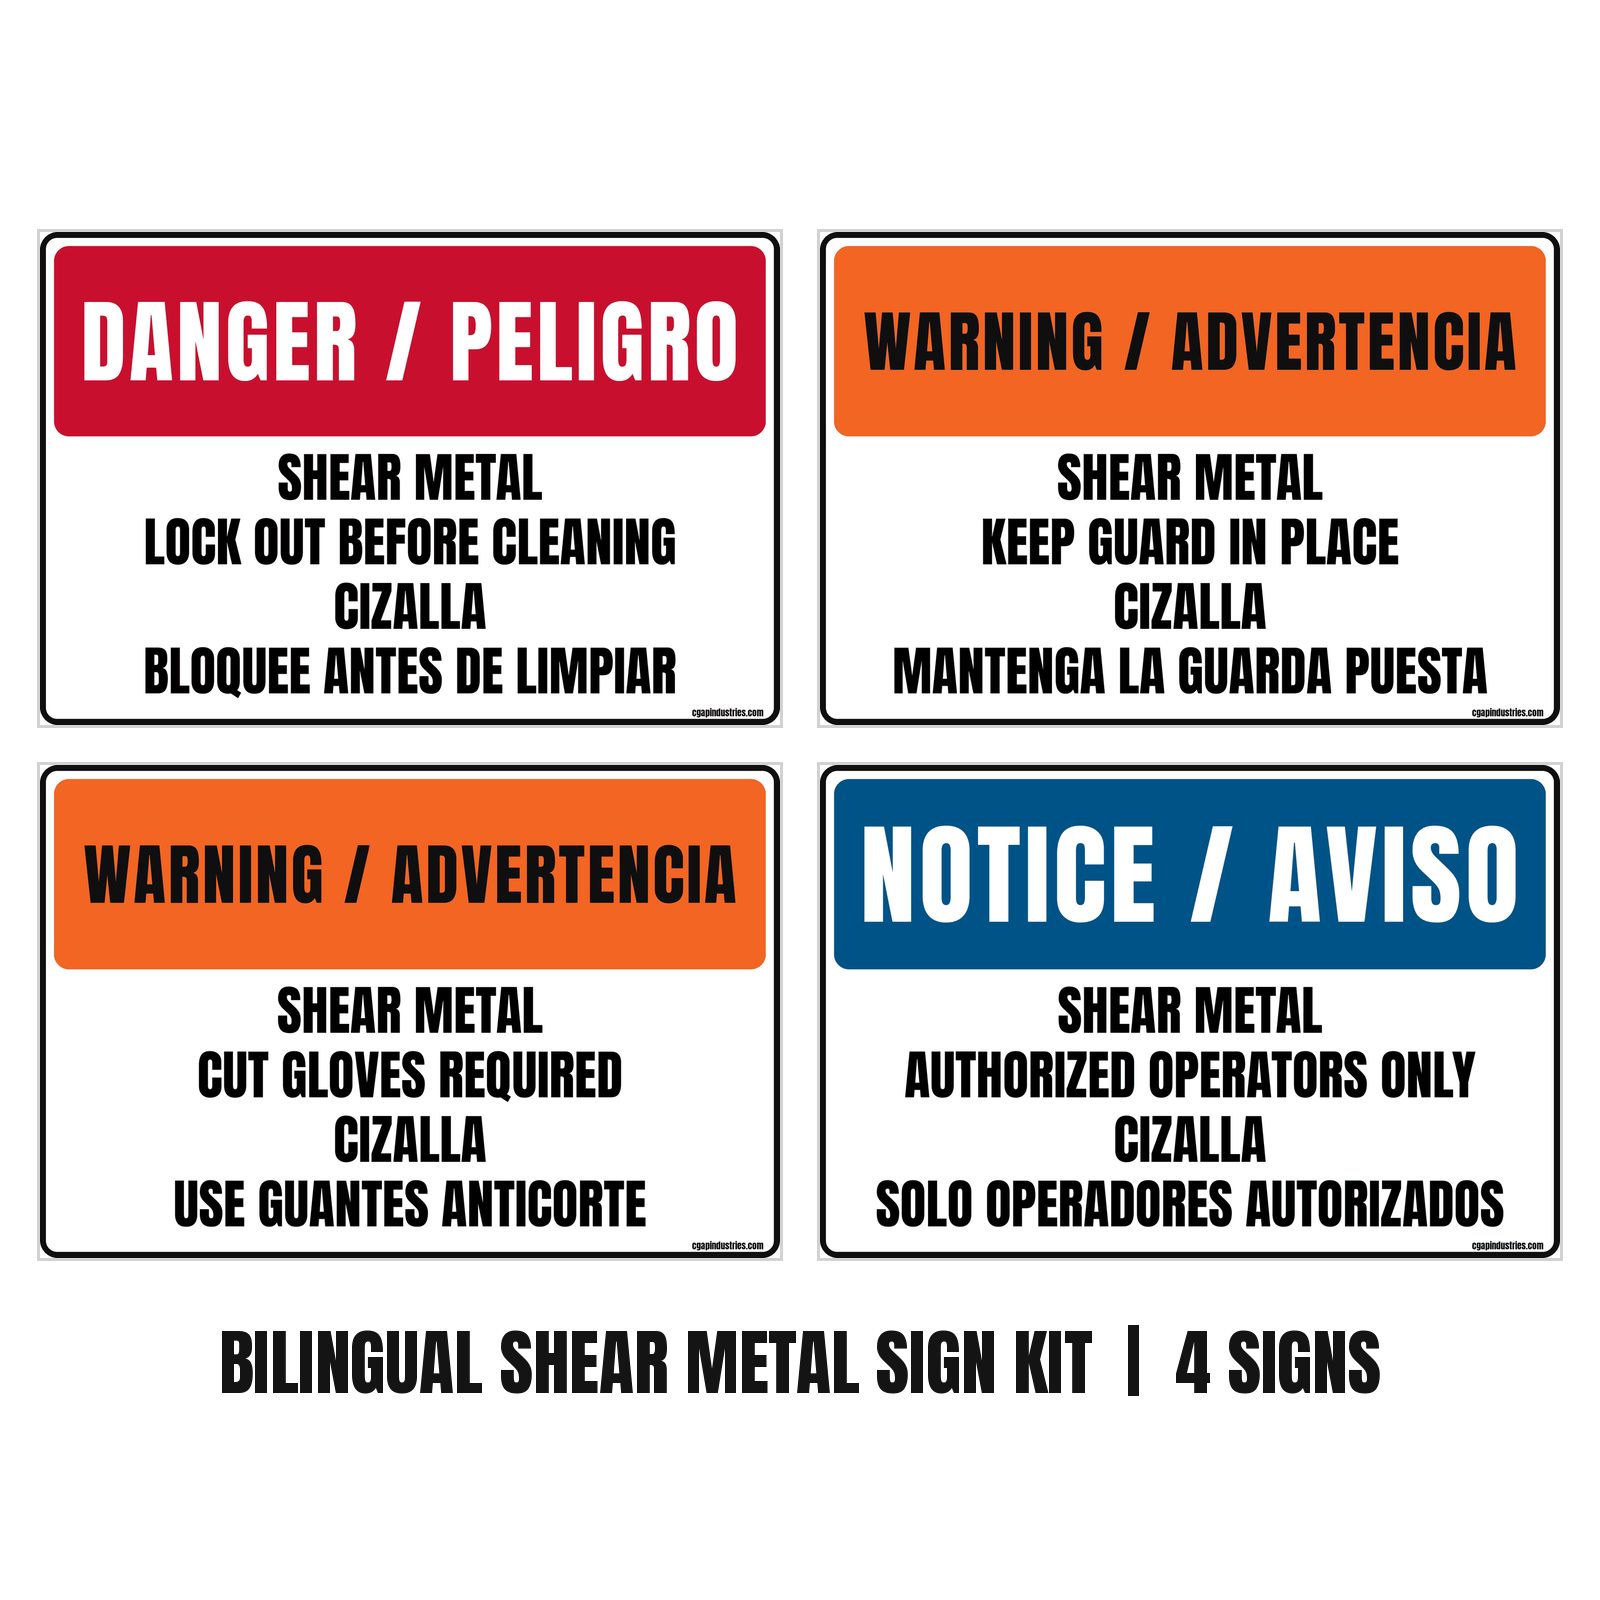 DANGER / PELIGRO
SHEAR METAL
LOCK OUT BEFORE CLEANING
CIZALLA
BLOQUEE ANTES DE LIMPIAR
cgapindustries.com
WARNING / ADVERTENCIA
SHEAR METAL
KEEP GUARD IN PLACE
CIZALLA
MANTENGA LA GUARDA PUESTA
cgapindustries.com
WARNING / ADVERTENCIA
SHEAR METAL
CUT GLOVES REQUIRED
CIZALLA
USE GUANTES ANTICORTE
cgapindustries.com
NOTICE / AVISO
SHEAR METAL
AUTHORIZED OPERATORS ONLY
CIZALLA
SOLO OPERADORES AUTORIZADOS
cgapindustries.com
BILINGUAL SHEAR METAL SIGN KIT | 4 SIGNS